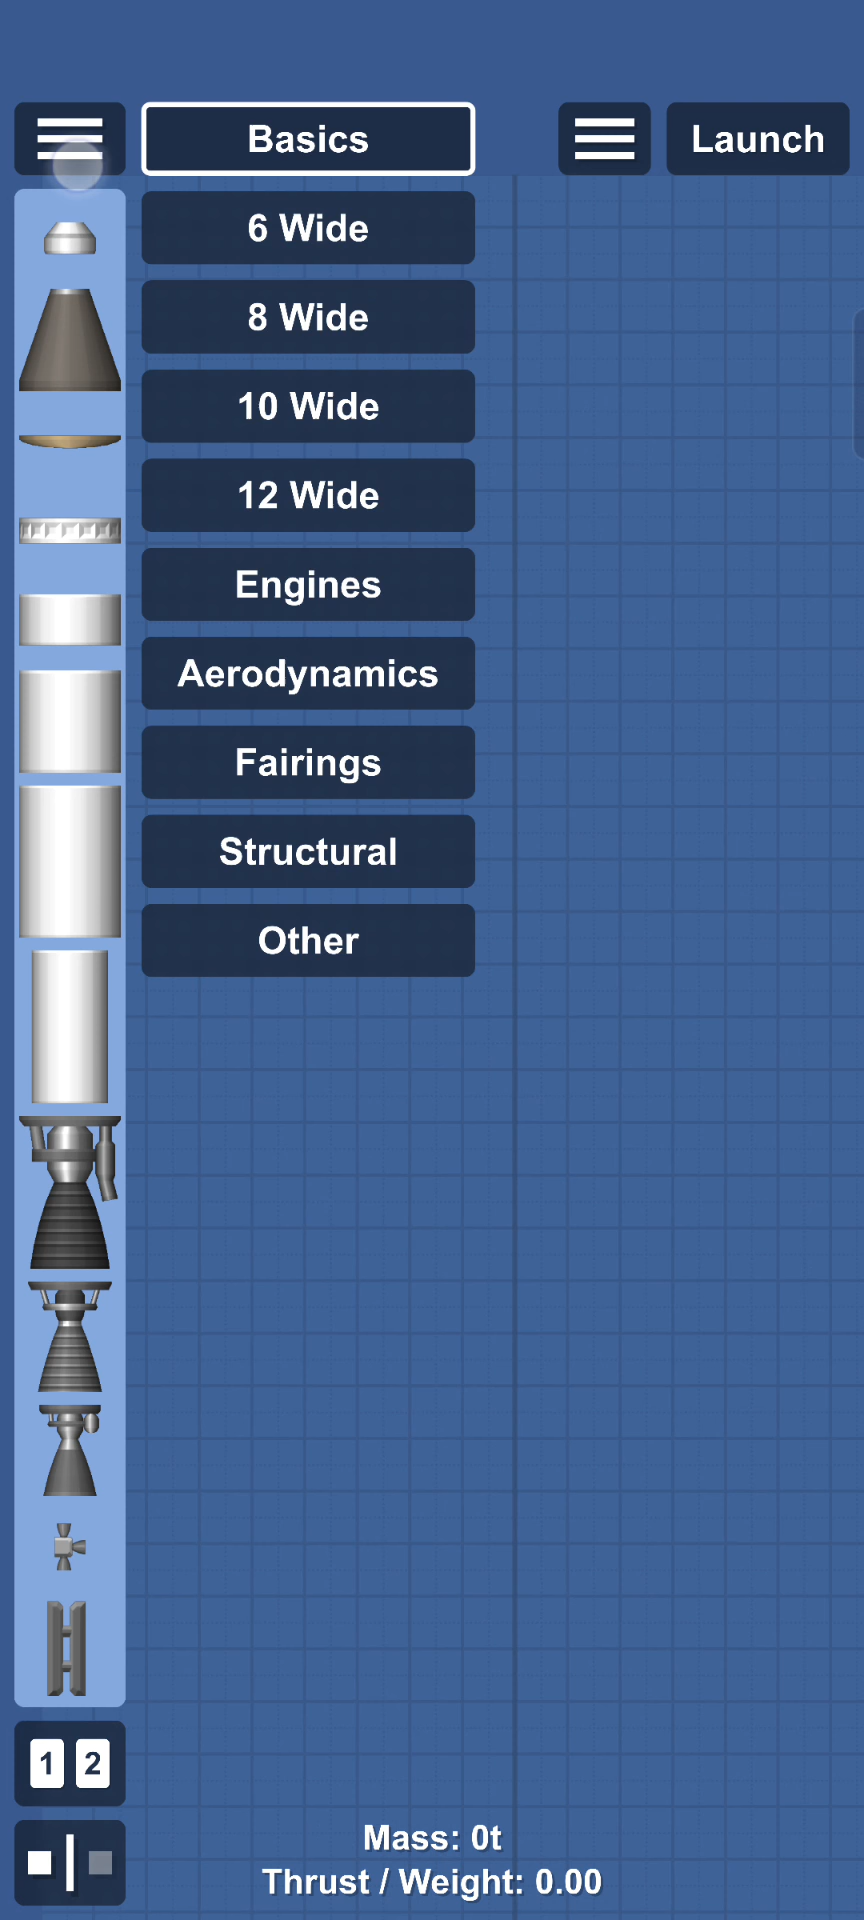 Basics
Launch
6 Wide
8 Wide
10 Wide
12 Wide
Engines
Aerodynamics
Fairings
Structural
Other
1 2
Mass: 0t
Thrust / Weight: 0.00